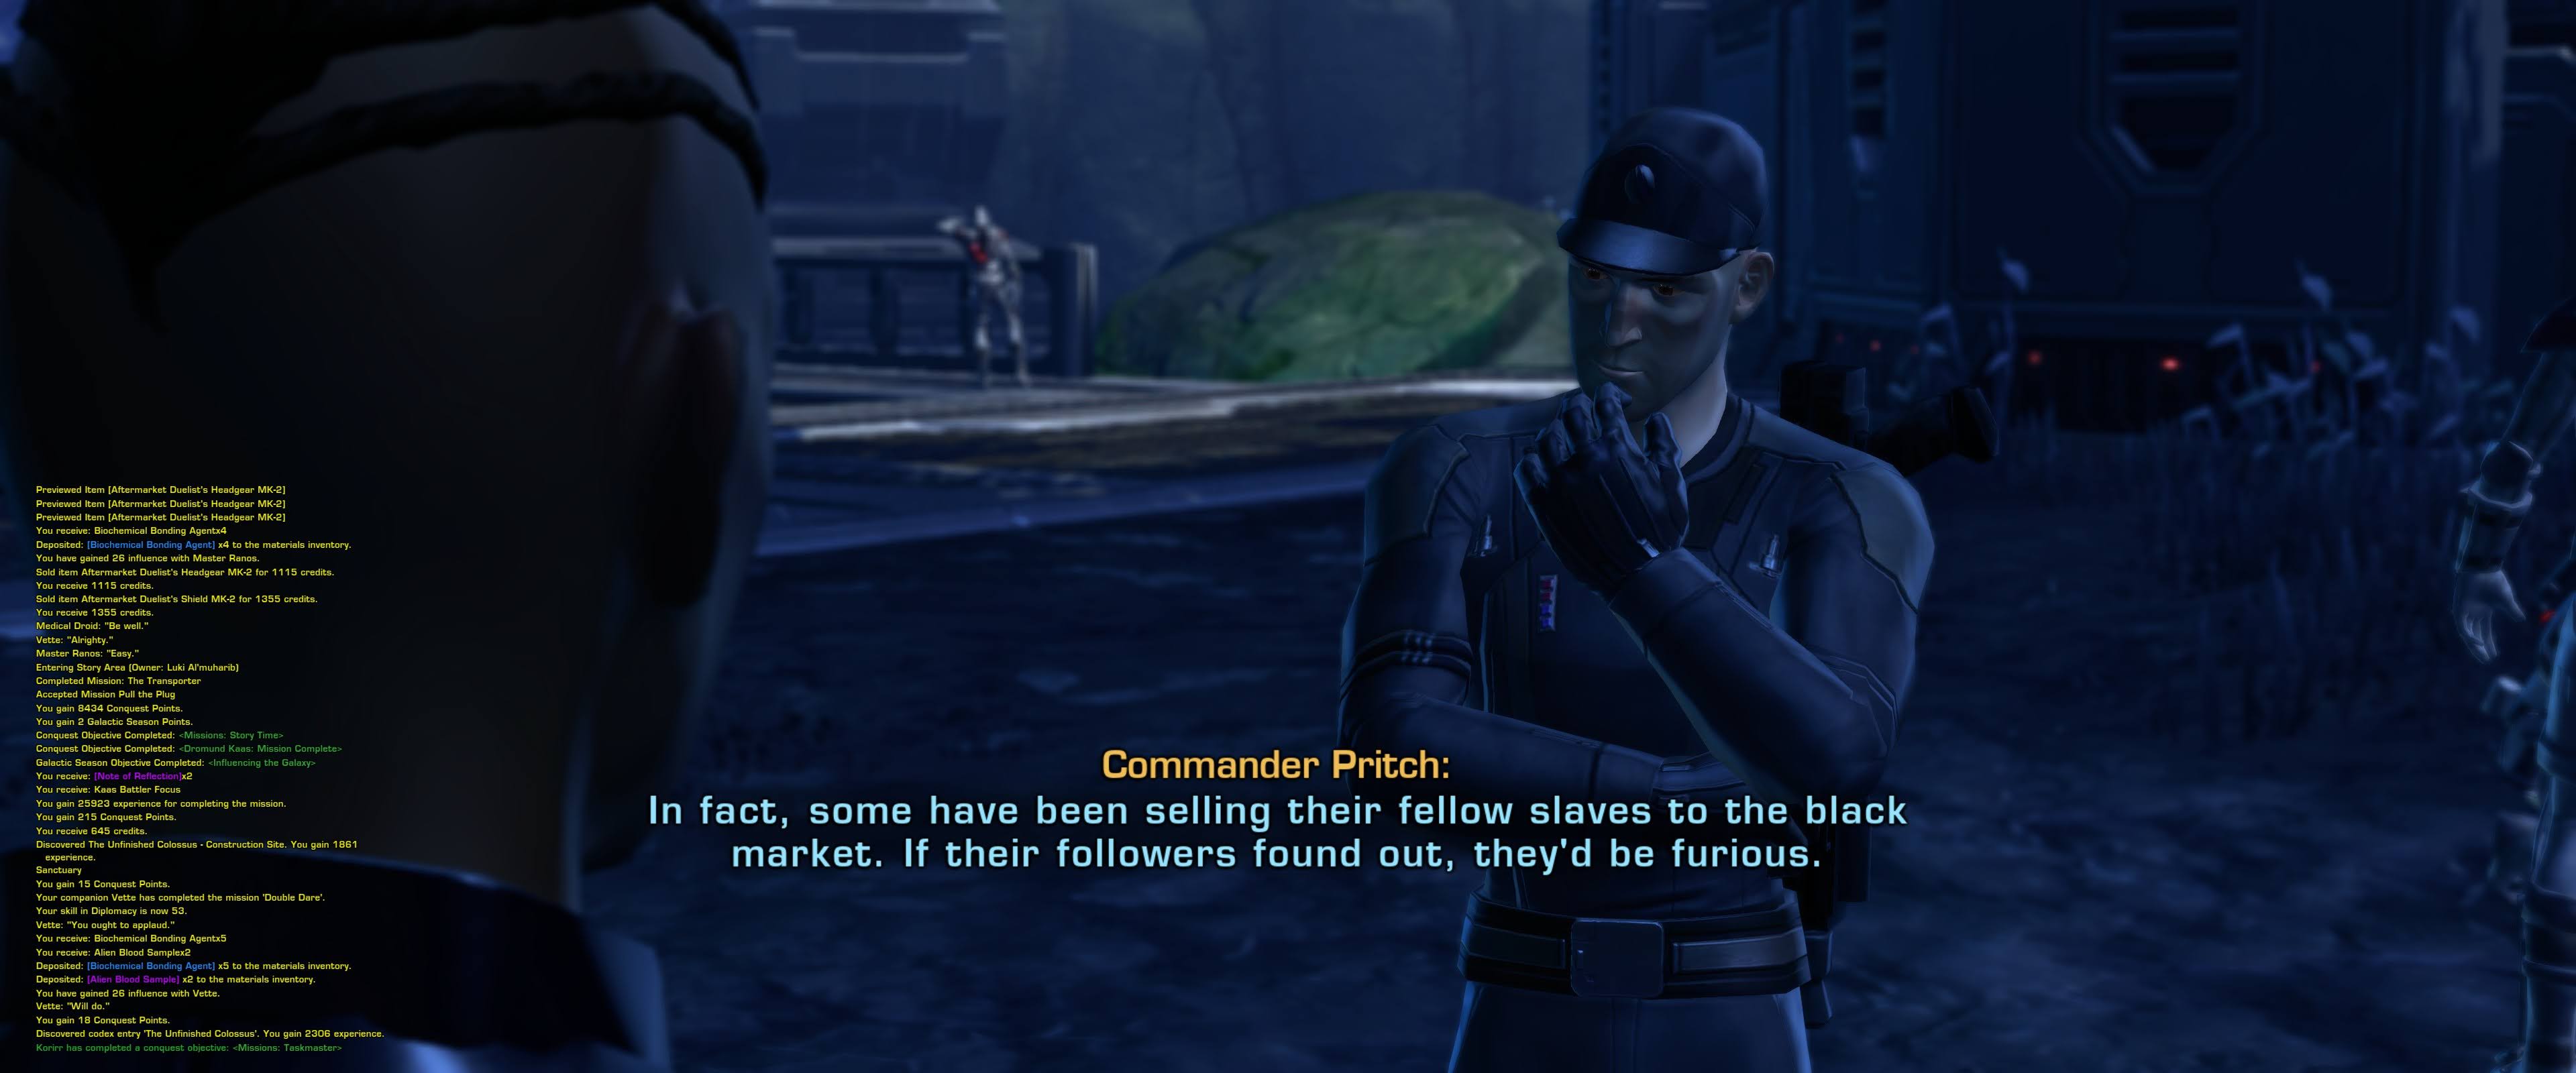 Previewed Item [Aftermarket Duelist's Headgear MK-2]
Previewed Item [Aftermarket Duelist's Headgear MK-2]
Previewed Item [Aftermarket Duelist's Headgear MK-2]
You receive: Biochemical Bonding Agentx4
Deposited: [Biochemical Bonding Agent] x4 to the materials inventory.
You have gained 26 influence with Master Ranos.
Sold item Aftermarket Duelist's Headgear MK-2 for 1115 credits.
You receive 1115 credits.
Sold item Aftermarket Duelist's Shield MK-2 for 1355 credits.
You receive 1355 credits.
Medical Droid: "Be well."
Vette: "Alrighty."
Master Ranos: "Easy."
Entering Story Area (Owner: Luki Al'muharib)
Completed Mission: The Transporter
Accepted Mission Pull the Plug
You gain 8434 Conquest Points.
You gain 2 Galactic Season Points.
Conquest Objective Completed: <Missions: Story Time>
Conquest Objective Completed: <Dromund Kaas: Mission Complete>
Galactic Season Objective Completed: <Influencing the Galaxy>
You receive: [Note of Reflection]x2
You receive: Kaas Battler Focus
You gain 25923 experience for completing the mission.
You gain 215 Conquest Points.
You receive 645 credits.
Discovered The Unfinished Colossus - Construction Site. You gain 1861
experience.
Sanctuary
You gain 15 Conquest Points.
Your companion Vette has completed the mission 'Double Dare'.
Your skill in Diplomacy is now 53.
Vette: "You ought to applaud."
You receive: Biochemical Bonding Agentx5
You receive: Alien Blood Samplex2
Deposited: [Biochemical Bonding Agent] x5 to the materials inventory.
Deposited: [Alien Blood Sample] x2 to the materials inventory.
You have gained 26 influence with Vette.
Vette: "Will do."
You gain 18 Conquest Points.
Discovered codex entry 'The Unfinished Colossus'. You gain 2306 experience.
Korirr has completed a conquest objective: <Missions: Taskmaster>
Commander Pritch:
In fact, some have been selling their fellow slaves to the black
market. If their followers found out, they'd be furious.